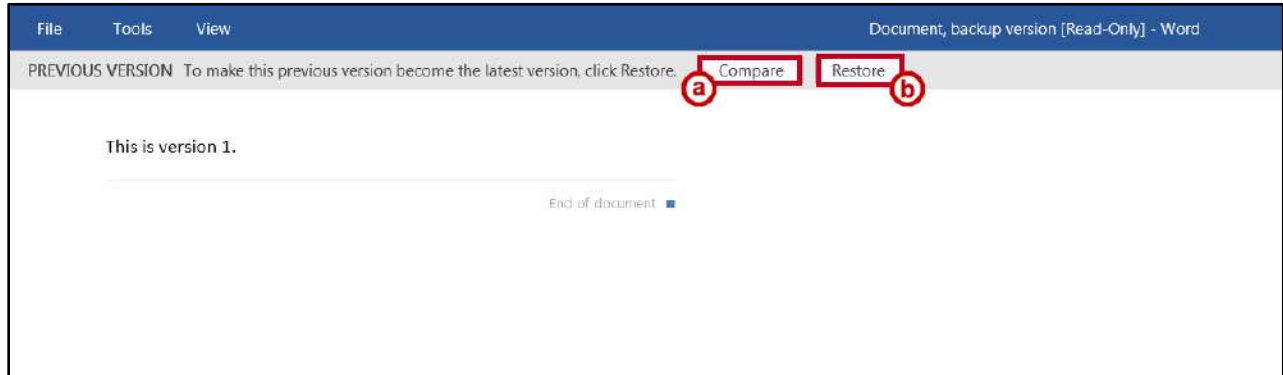 File Tools View Document, backup version [Read-Only] - Word
PREVIOUS VERSION To make this previous version become the latest version, click Restore. Compare Restore
a b
This is version 1.
End of document